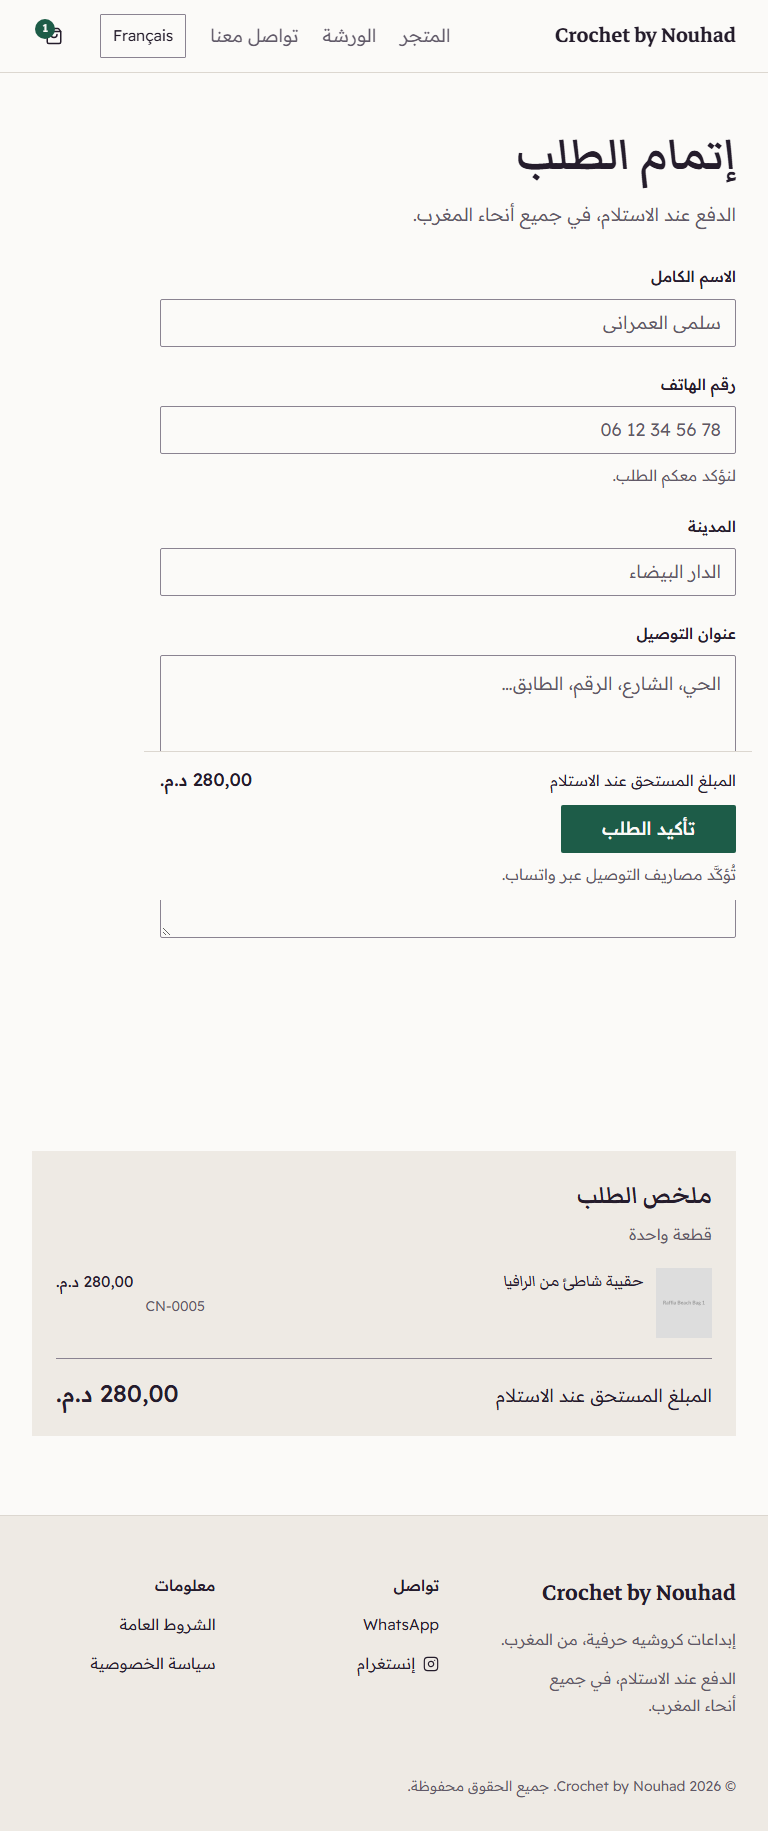 Crochet by Nouhad
المتجر
الورشة
تواصل معنا
Français
1
إتمام الطلب
الدفع عند الاستلام، في جميع أنحاء المغرب.
الاسم الكامل
سلمى العمراني
رقم الهاتف
06 12 34 56 78
لنؤكد معكم الطلب.
المدينة
الدار البيضاء
عنوان التوصيل
الحي، الشارع، الرقم، الطابق…
المبلغ المستحق عند الاستلام
280,00 د.م.
تأكيد الطلب
تُؤكَّد مصاريف التوصيل عبر واتساب.
ملخص الطلب
قطعة واحدة
Raffia Beach Bag 1
حقيبة شاطئ من الرافيا
280,00 د.م.
CN-0005
المبلغ المستحق عند الاستلام
280,00 د.م.
Crochet by Nouhad
إبداعات كروشيه حرفية، من المغرب.
الدفع عند الاستلام، في جميع
أنحاء المغرب.
تواصل
WhatsApp
إنستغرام
معلومات
الشروط العامة
سياسة الخصوصية
© 2026 Crochet by Nouhad. جميع الحقوق محفوظة.